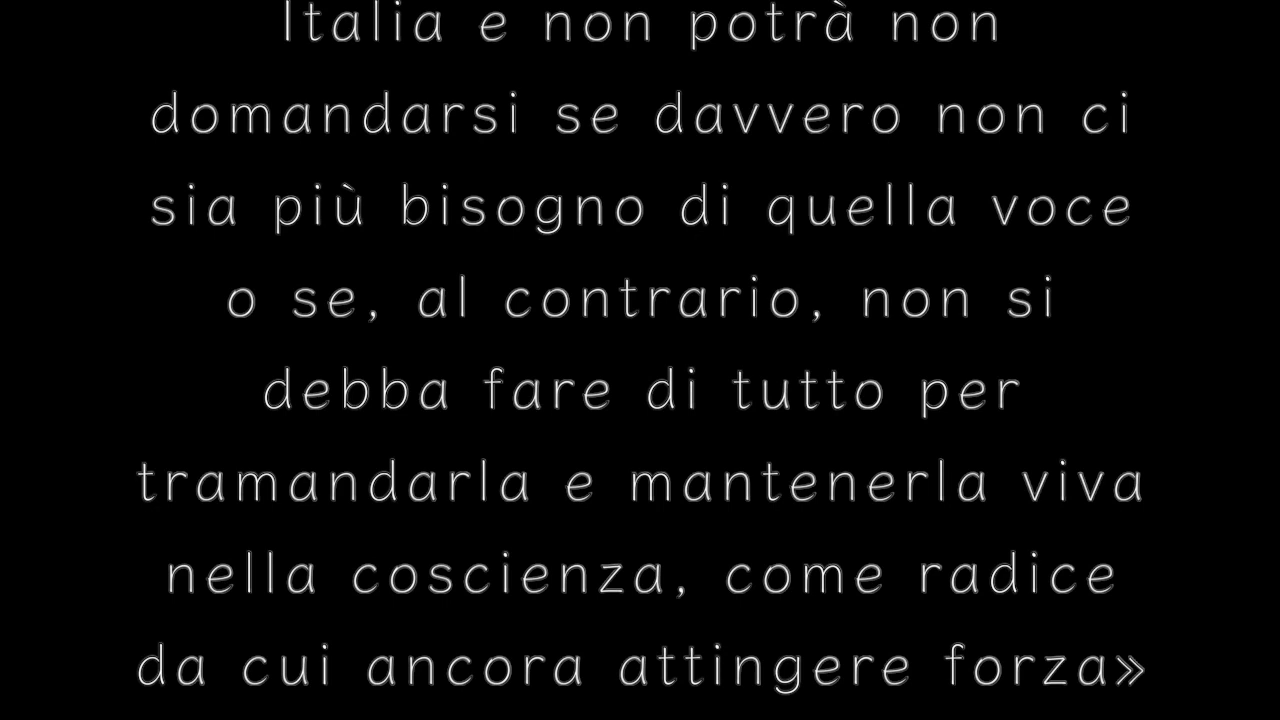 Italia e non potrà non
domandarsi se davvero non ci
sia più bisogno di quella voce
o se, al contrario, non si
debba fare di tutto per
tramandarla e mantenerla viva
nella coscienza, come radice
da cui ancora attingere forza»